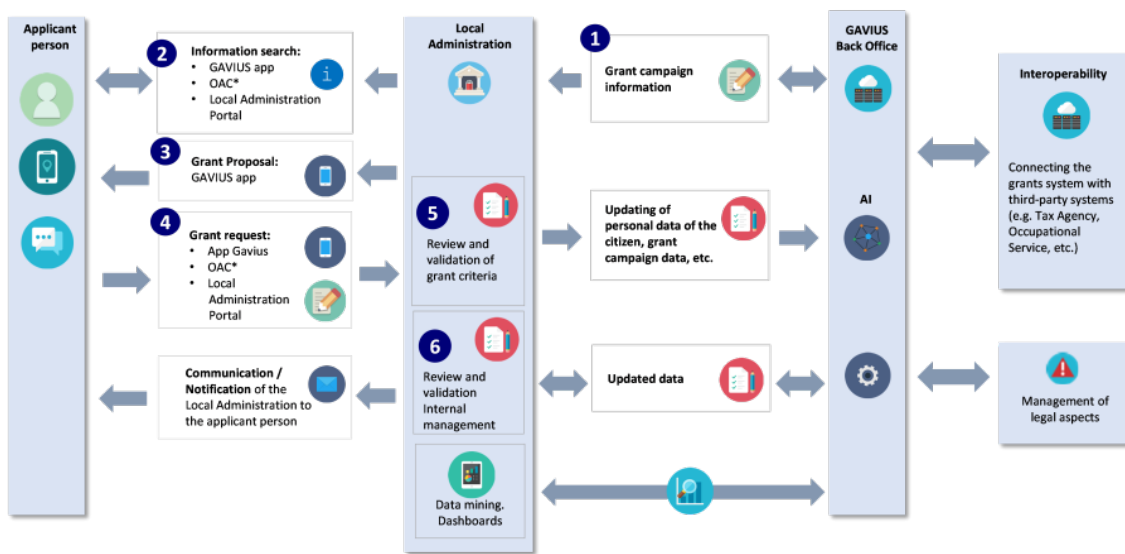 Applicant
person
2
Information search:
• GAVIUS app
• OAC*
• Local Administration
Portal
i
3
Grant Proposal:
GAVIUS app
4
Grant request:
• App Gavius
• OAC*
• Local
Administration
Portal
Communication /
Notification of the
Local Administration to
the applicant person
Local
Administration
5
Review and
validation of
grant criteria
6
Review and
validation
Internal
management
Data mining.
Dashboards
1
Grant campaign
information
Updating of
personal data of the
citizen, grant
campaign data, etc.
Updated data
GAVIUS
Back Office
AI
Interoperability
Connecting the
grants system with
third-party systems
(e.g. Tax Agency,
Occupational
Service, etc.)
Management of
legal aspects